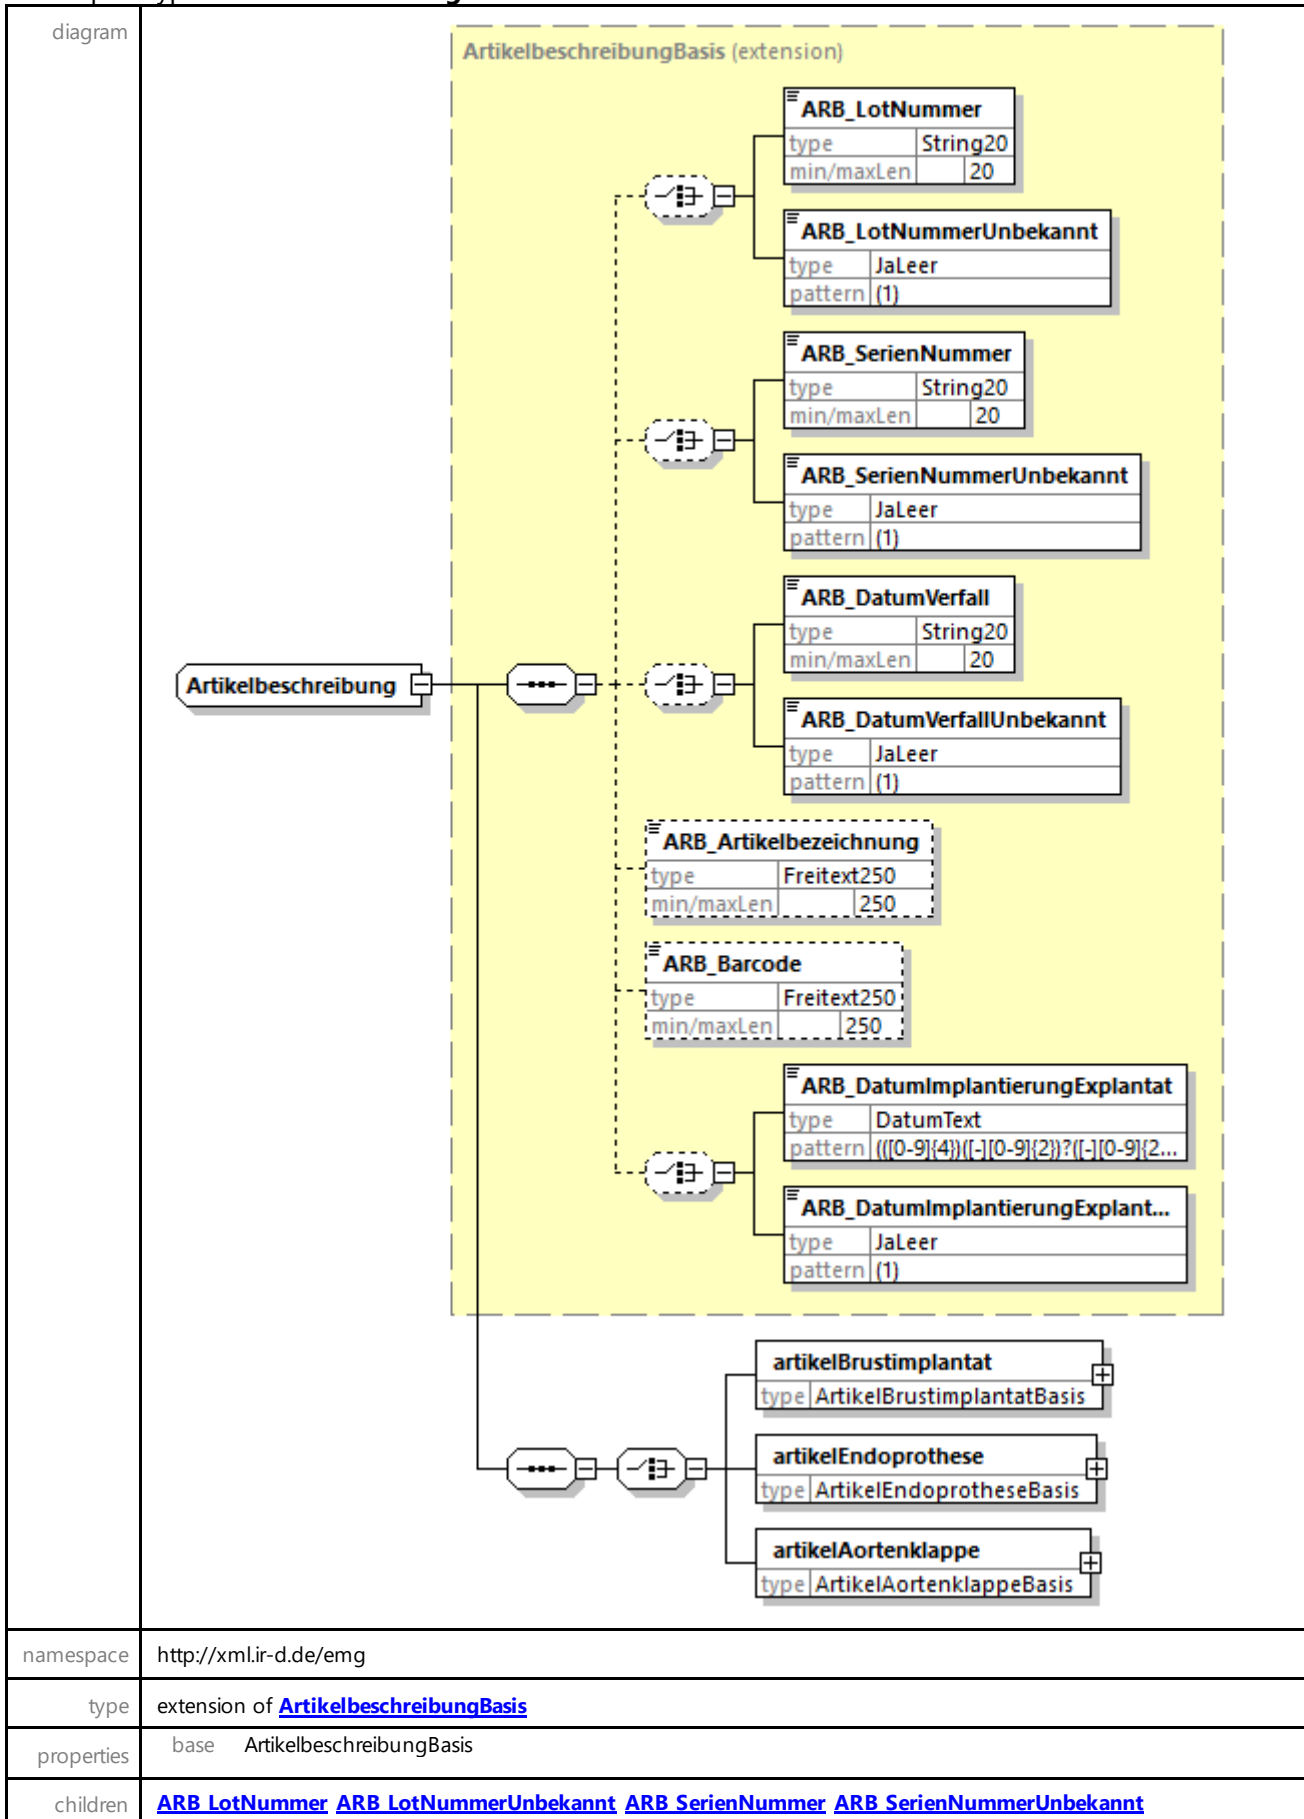 diagram
ArtikelbeschreibungBasis (extension)
ARB_LotNummer
type String20
min/maxLen 20
ARB_LotNummerUnbekannt
type JaLeer
pattern (1)
ARB_SerienNummer
type String20
min/maxLen 20
ARB_SerienNummerUnbekannt
type JaLeer
pattern (1)
ARB_DatumVerfall
type String20
min/maxLen 20
Artikelbeschreibung
ARB_DatumVerfallUnbekannt
type JaLeer
pattern (1)
ARB_Artikelbezeichnung
type Freitext250
min/maxLen 250
ARB_Barcode
type Freitext250
min/maxLen 250
ARB_DatumImplantierungExplantat
type DatumText
pattern (([0-9]{4})([-][0-9]{2})?([-][0-9]{2...
ARB_DatumImplantierungExplant...
type JaLeer
pattern (1)
artikelBrustimplantat
type ArtikelBrustimplantatBasis
artikelEndoprothese
type ArtikelEndoprotheseBasis
artikelAortenklappe
type ArtikelAortenklappeBasis
namespace http://xml.ir-d.de/emg
type extension of ArtikelbeschreibungBasis
properties base ArtikelbeschreibungBasis
children ARB_LotNummer ARB_LotNummerUnbekannt ARB_SerienNummer ARB_SerienNummerUnbekannt